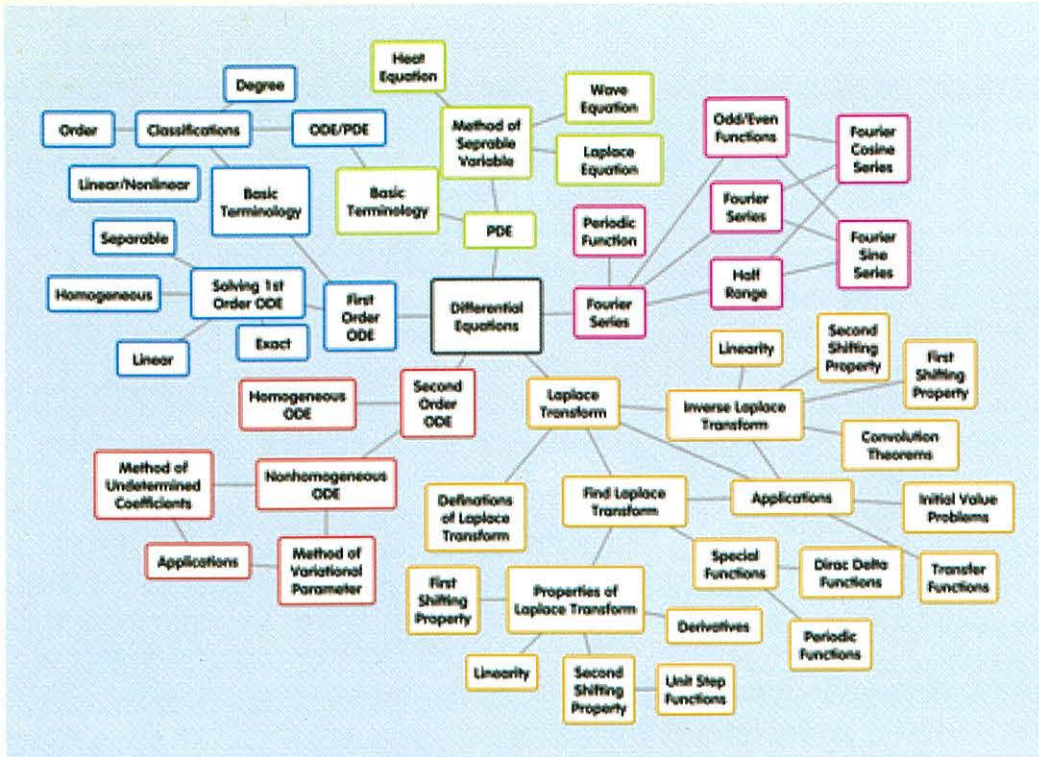 Heat
Equation
Degree
Wave
Equation
Order
Classifications
ODE/PDE
Method of
Seprable
Variable
Odd/Even
Functions
Fourier
Cosine
Series
Laplace
Equation
Linear/Nonlinear
Basic
Terminology
Basic
Terminology
Fourier
Series
Periodic
Function
PDE
Separable
Fourier
Sine
Series
Half
Range
Homogeneous
Solving 1st
Order ODE
First
Order
ODE
Differential
Equations
Fourier
Series
Linear
Exact
Linearity
Second
Shifting
Property
First
Shifting
Property
Homogeneous
ODE
Second
Order
ODE
Laplace
Transform
Inverse Laplace
Transform
Convolution
Theorems
Method of
Undetermined
Coefficients
Nonhomogeneous
ODE
Definations
of Laplace
Transform
Find Laplace
Transform
Applications
Initial Value
Problems
Applications
Method of
Variational
Parameter
First
Shifting
Property
Properties of
Laplace Transform
Special
Functions
Dirac Delta
Functions
Transfer
Functions
Derivatives
Periodic
Functions
Linearity
Second
Shifting
Property
Unit Step
Functions